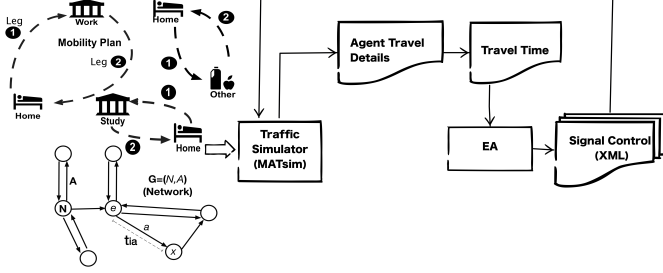 Leg
1
Work
Mobility Plan
Leg 2
Home
Home
2
1
Other
1
Study
2
Home
Traffic
Simulator
(MATsim)
Agent Travel
Details
Travel Time
EA
Signal Control
(XML)
A
G=(N,A)
(Network)
N
e
a
tia
x